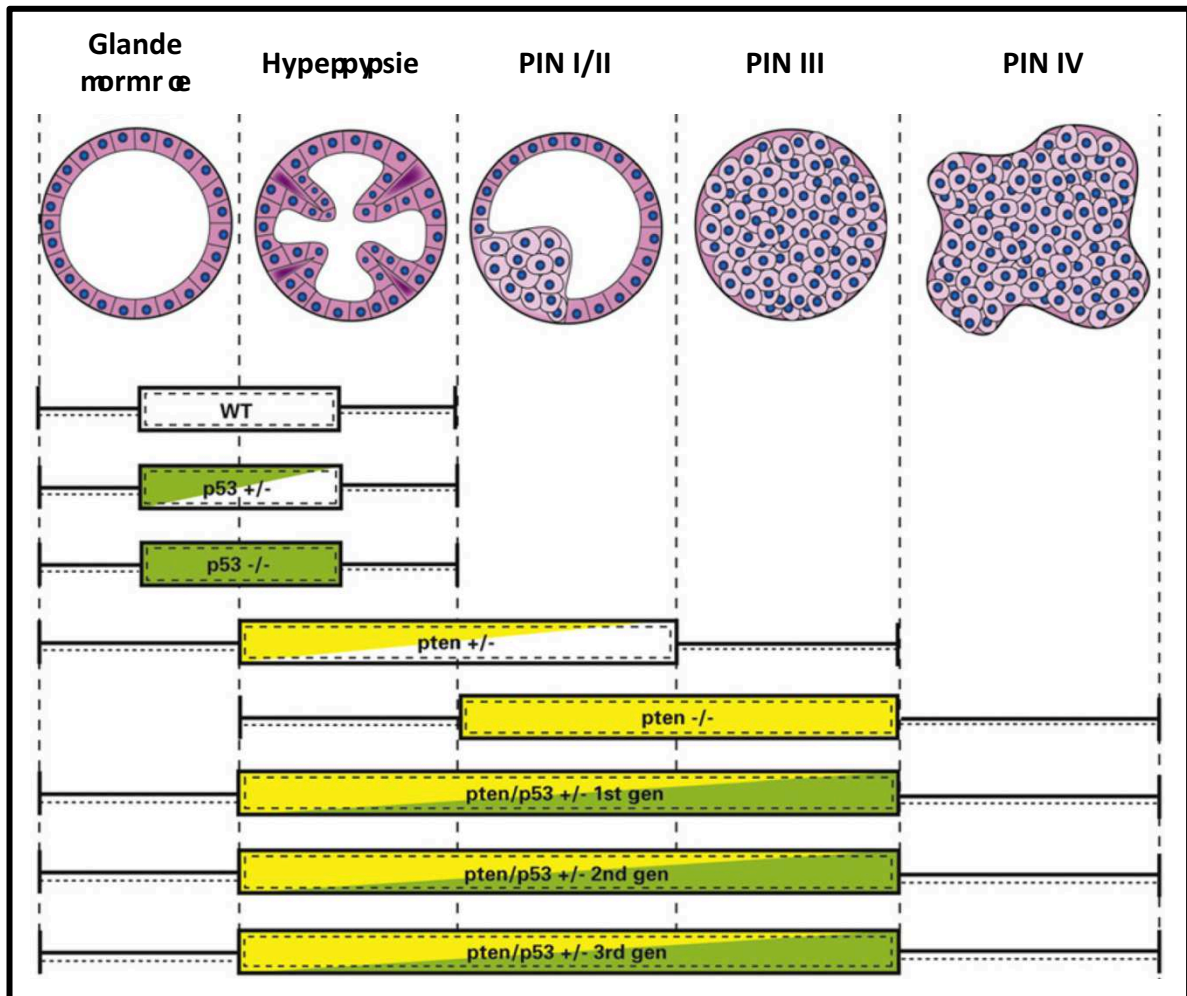 Glande
Hypeppypsie
PIN I/II
PIN III
PIN IV
WT
p53 +/-
p53 -/-
pten +/-
pten -/-
pten/p53 +/- 1st gen
pten/p53 +/- 2nd gen
pten/p53 +/- 3rd gen